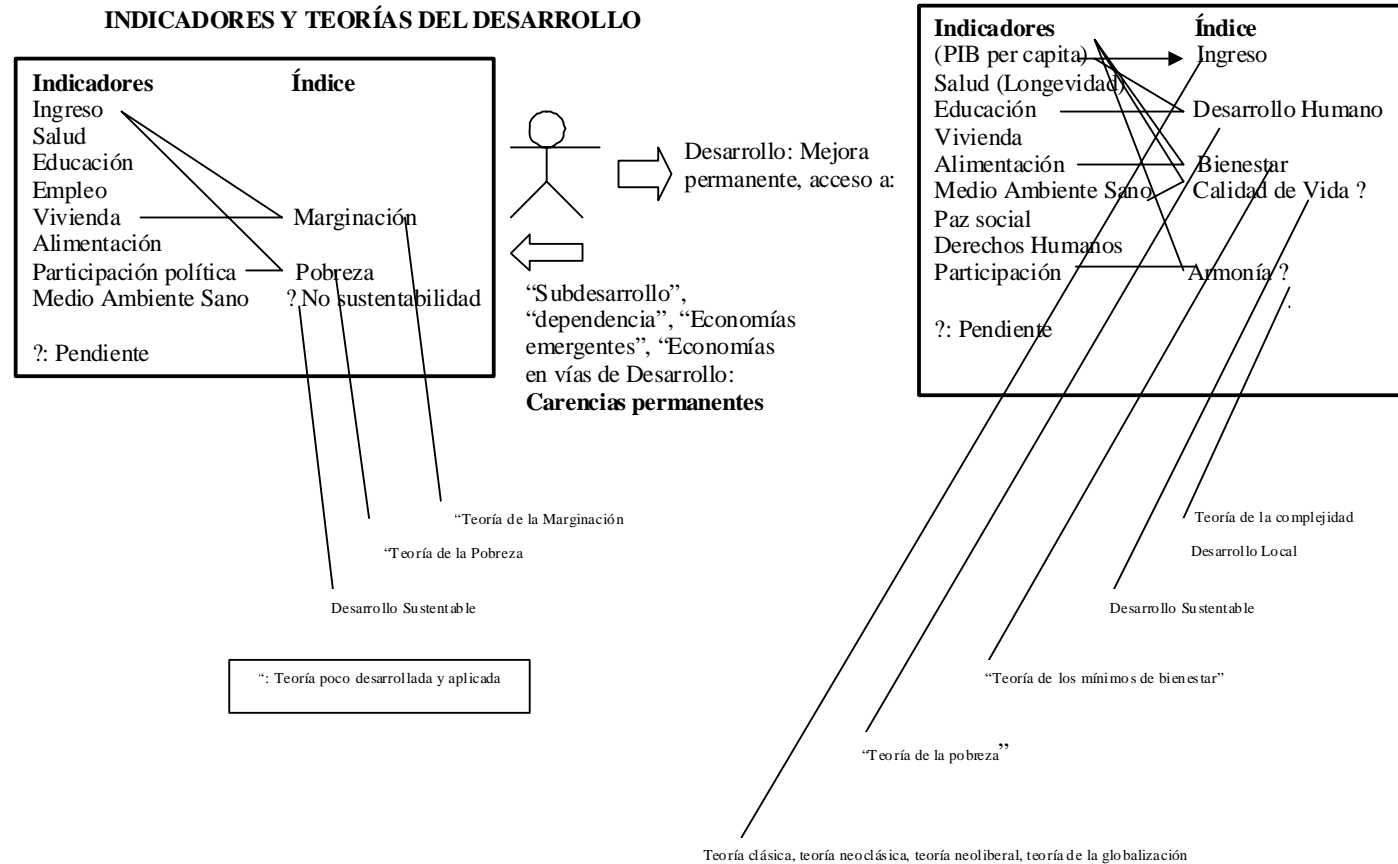 INDICADORES Y TEORÍAS DEL DESARROLLO
Indicadores Índice
Ingreso
Salud
Educación
Empleo
Vivienda Marginación
Alimentación
Participación política Pobreza
Medio Ambiente Sano ? No sustentabilidad
?: Pendiente
Desarrollo: Mejora
permanente, acceso a:
“Subdesarrollo”,
“dependencia”, “Economías
emergentes”, “Economías
en vías de Desarrollo:
Carencias permanentes
Indicadores Índice
(PIB per capita) Ingreso
Salud (Longevidad)
Educación Desarrollo Humano
Vivienda
Alimentación Bienestar
Medio Ambiente Sano Calidad de Vida ?
Paz social
Derechos Humanos
Participación Armonía ?
.
?: Pendiente
“Teoría de la Marginación
“Teoría de la Pobreza
Desarrollo Sustentable
“: Teoría poco desarrollada y aplicada
Teoría de la complejidad
Desarrollo Local
Desarrollo Sustentable
“Teoría de los mínimos de bienestar”
“Teoría de la pobreza”
Teoría clásica, teoría neoclásica, teoría neoliberal, teoría de la globalización